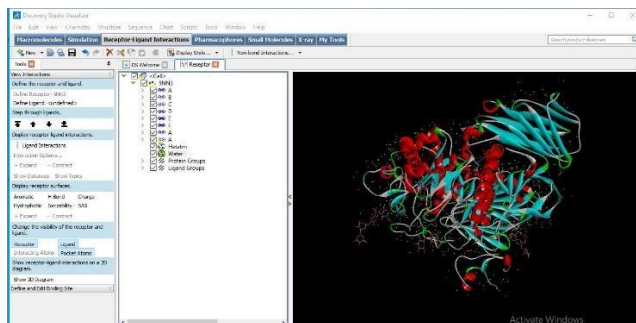 Discovery Studio Visualizer
File Edit View Chemistry Structure Sequence Chart Scripts Tools Window Help
Macromolecules Simulation Receptor-Ligand Interactions Pharmacophores Small Molecules X-ray My Tools
New Display Style... Non-bond Interactions...
Tools
DS Welcome Receptor
View Interactions
Define the receptor and ligand
Define Ligand: <undefined>
Step through ligands.
Display receptor-ligand interactions.
Ligand Interactions
Interaction Options...
+ Expand - Contract
Show Distances Show Types
Display receptor surfaces
Aromatic H-Bond Charge
Hydrophobic Ionizability SAS
+ Expand - Contract
Change the visibility of the receptor and ligand.
Receptor Ligand
Interacting Atoms Pocket Atoms
Show receptor-ligand interactions on a 2D diagram.
Show 2D Diagram
Define and Edit Binding Site
<Cell>
A
B
C
D
E
A
A
Hetatm
Water
Protein Groups
Ligand Groups
Activate Windows